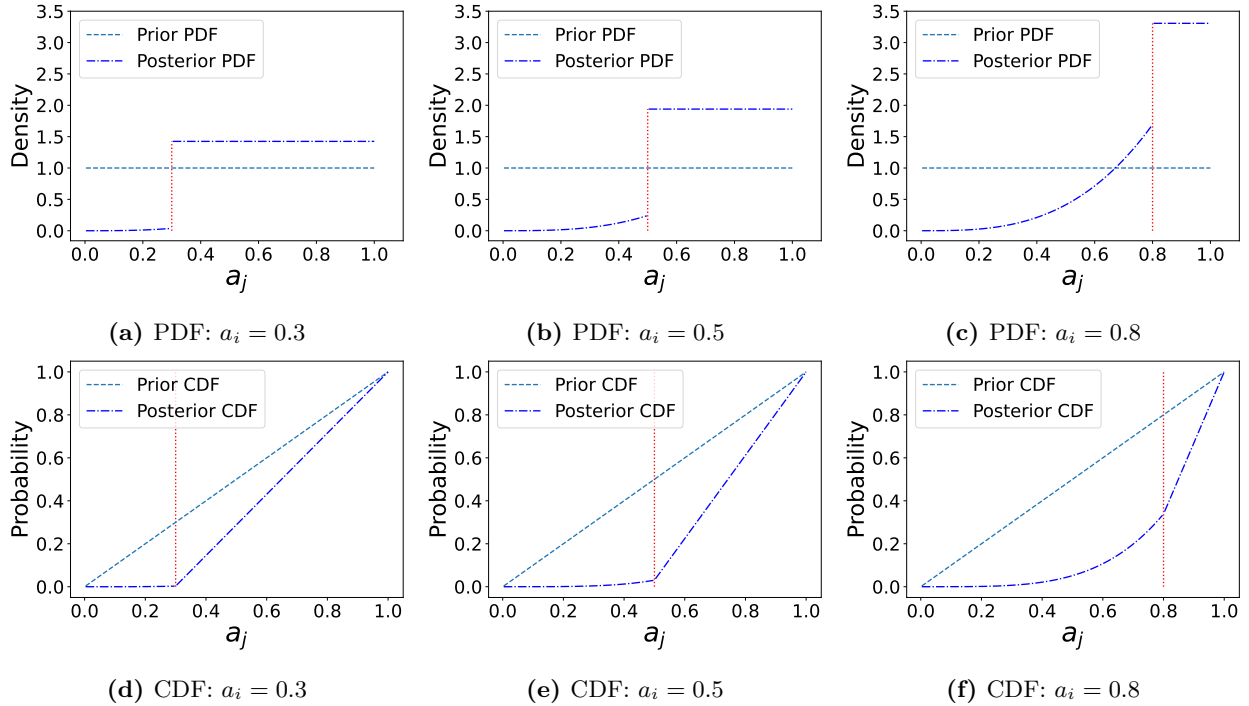 3.5
3.0
2.5
2.0
1.5
1.0
0.5
0.0
Density
Prior PDF
Posterior PDF
0.0 0.2 0.4 0.6 0.8 1.0
a_j
(a) PDF: a_i = 0.3
3.5
3.0
2.5
2.0
1.5
1.0
0.5
0.0
Density
Prior PDF
Posterior PDF
0.0 0.2 0.4 0.6 0.8 1.0
a_j
(b) PDF: a_i = 0.5
3.5
3.0
2.5
2.0
1.5
1.0
0.5
0.0
Density
Prior PDF
Posterior PDF
0.0 0.2 0.4 0.6 0.8 1.0
a_j
(c) PDF: a_i = 0.8
1.0
0.8
0.6
0.4
0.2
0.0
Probability
Prior CDF
Posterior CDF
0.0 0.2 0.4 0.6 0.8 1.0
a_j
(d) CDF: a_i = 0.3
1.0
0.8
0.6
0.4
0.2
0.0
Probability
Prior CDF
Posterior CDF
0.0 0.2 0.4 0.6 0.8 1.0
a_j
(e) CDF: a_i = 0.5
1.0
0.8
0.6
0.4
0.2
0.0
Probability
Prior CDF
Posterior CDF
0.0 0.2 0.4 0.6 0.8 1.0
a_j
(f) CDF: a_i = 0.8